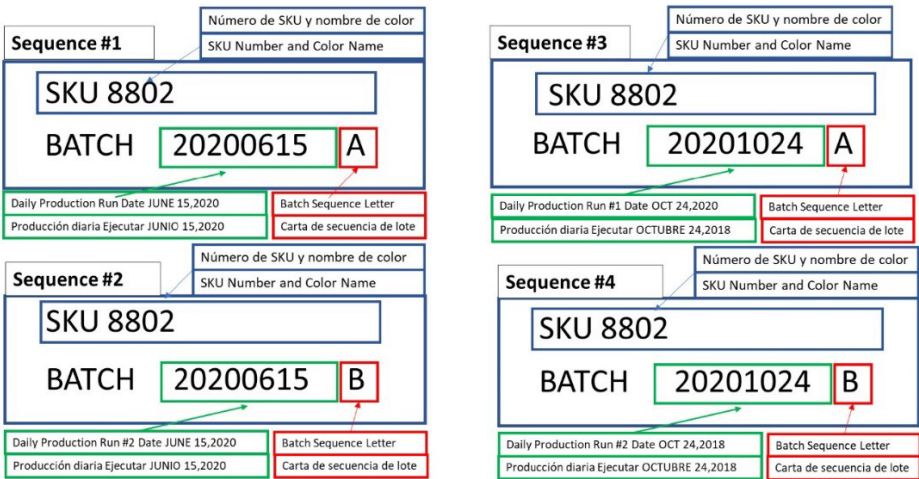 Sequence #1
Número de SKU y nombre de color
SKU Number and Color Name
SKU 8802
BATCH 20200615 A
Daily Production Run Date JUNE 15,2020
Batch Sequence Letter
Producción diaria Ejecutar JUNIO 15,2020
Carta de secuencia de lote
Sequence #2
Número de SKU y nombre de color
SKU Number and Color Name
SKU 8802
BATCH 20200615 B
Daily Production Run #2 Date JUNE 15,2020
Batch Sequence Letter
Producción diaria Ejecutar JUNIO 15,2020
Carta de secuencia de lote
Sequence #3
Número de SKU y nombre de color
SKU Number and Color Name
SKU 8802
BATCH 20201024 A
Daily Production Run #1 Date OCT 24,2020
Batch Sequence Letter
Producción diaria Ejecutar OCTUBRE 24,2018
Carta de secuencia de lote
Sequence #4
Número de SKU y nombre de color
SKU Number and Color Name
SKU 8802
BATCH 20201024 B
Daily Production Run #2 Date OCT 24,2018
Batch Sequence Letter
Producción diaria Ejecutar OCTUBRE 24,2018
Carta de secuencia de lote